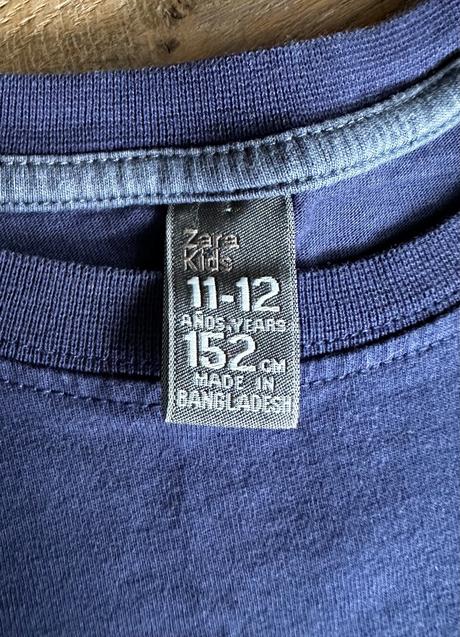 Zara
Kids
11-12
AÑOS-YEARS
152 CM
MADE IN
BANGLADESH